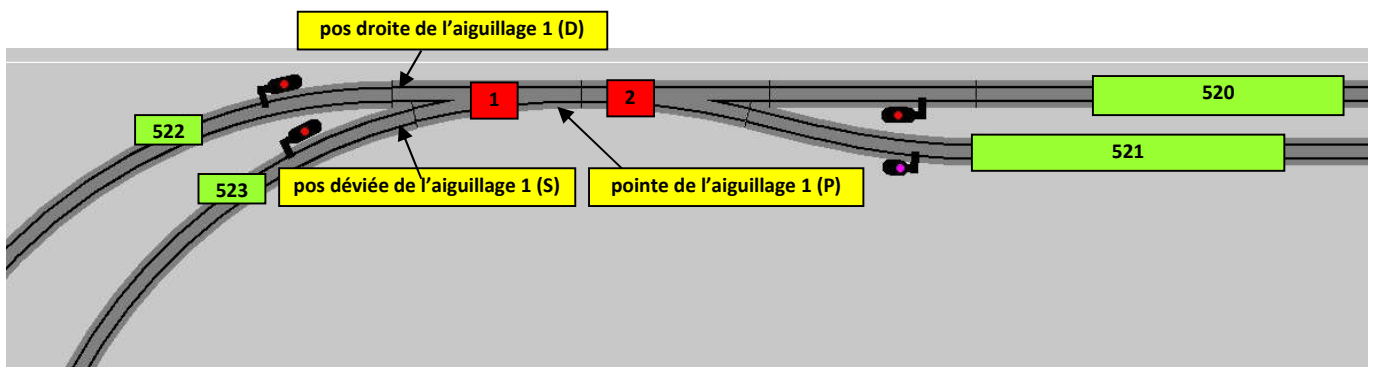 pos droite de l'aiguillage 1 (D)
1
2
520
522
521
523
pos déviée de l'aiguillage 1 (S)
pointe de l'aiguillage 1 (P)